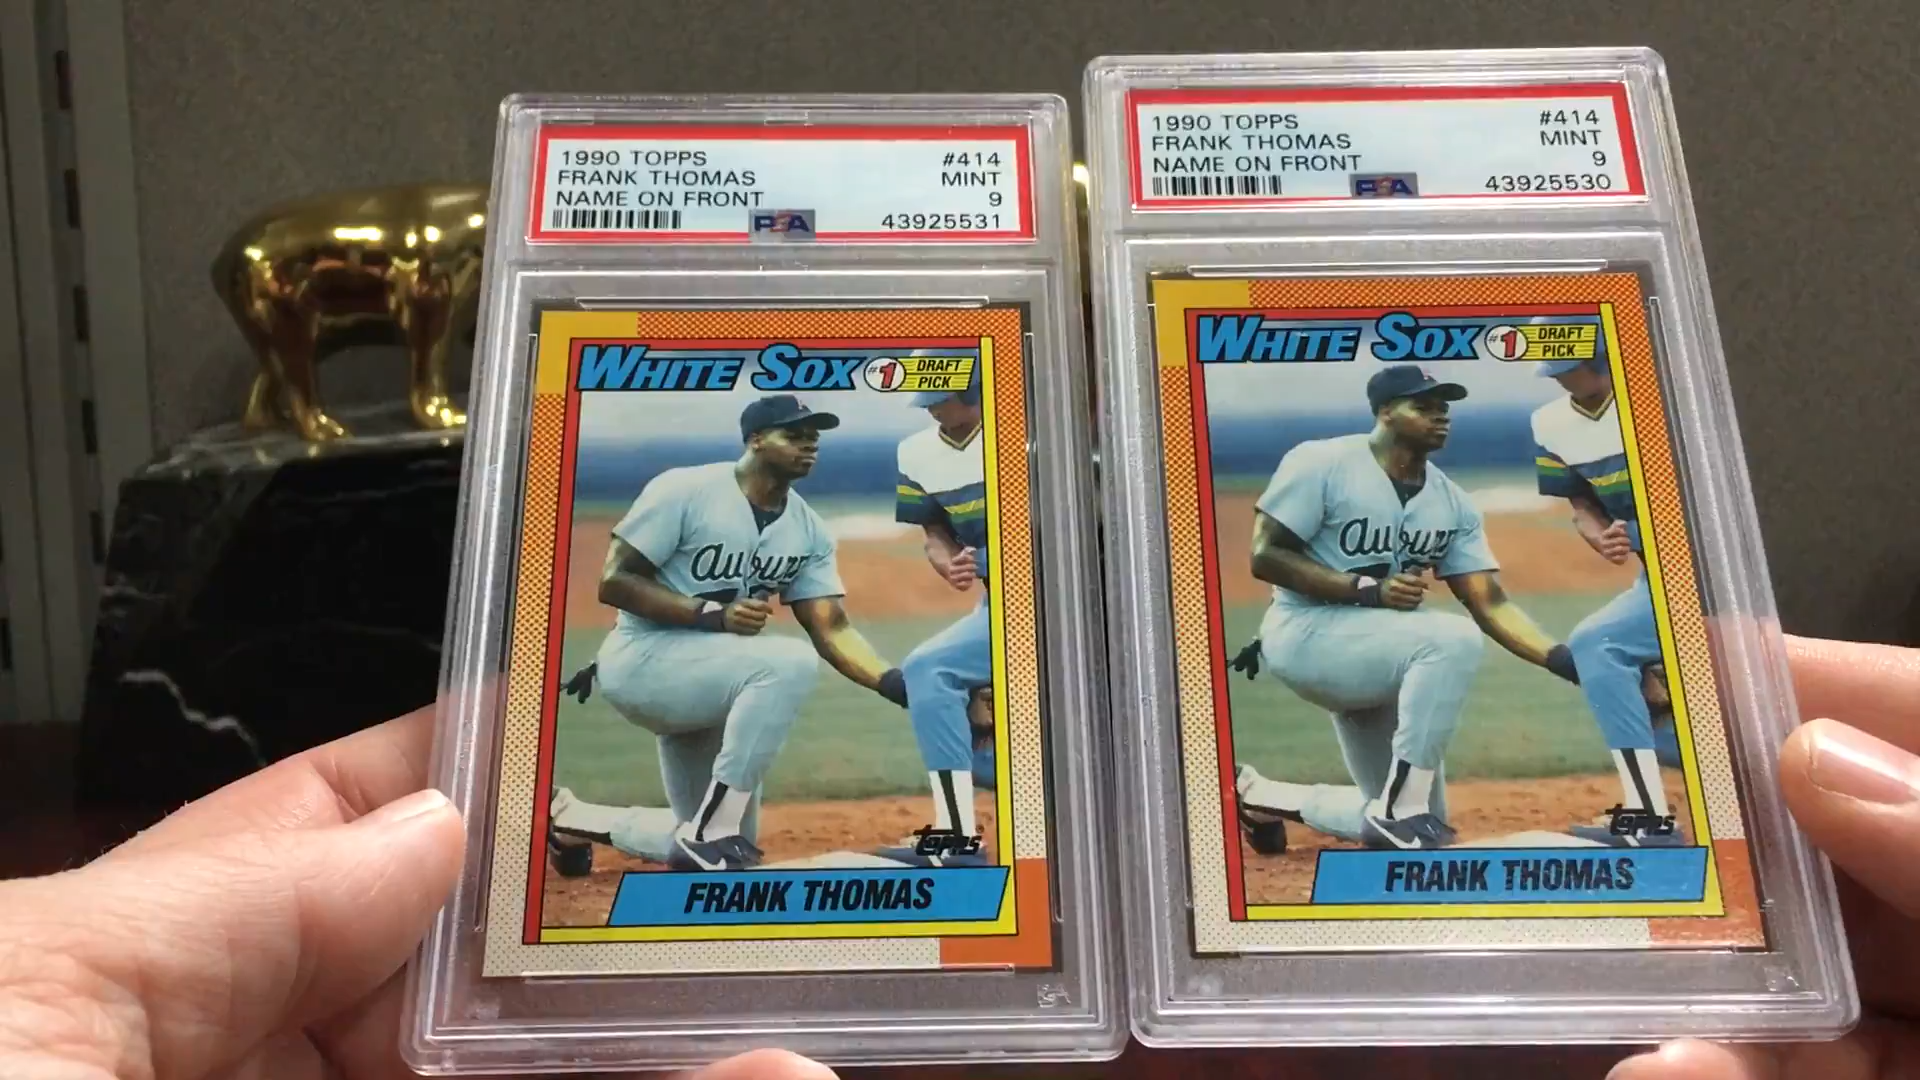 1990 TOPPS #414
FRANK THOMAS MINT
NAME ON FRONT 9
PSA 43925531
WHITE SOX #1 DRAFT PICK
Auburn
topps
FRANK THOMAS
1990 TOPPS #414
FRANK THOMAS MINT
NAME ON FRONT 9
PSA 43925530
WHITE SOX #1 DRAFT PICK
Auburn
topps
FRANK THOMAS